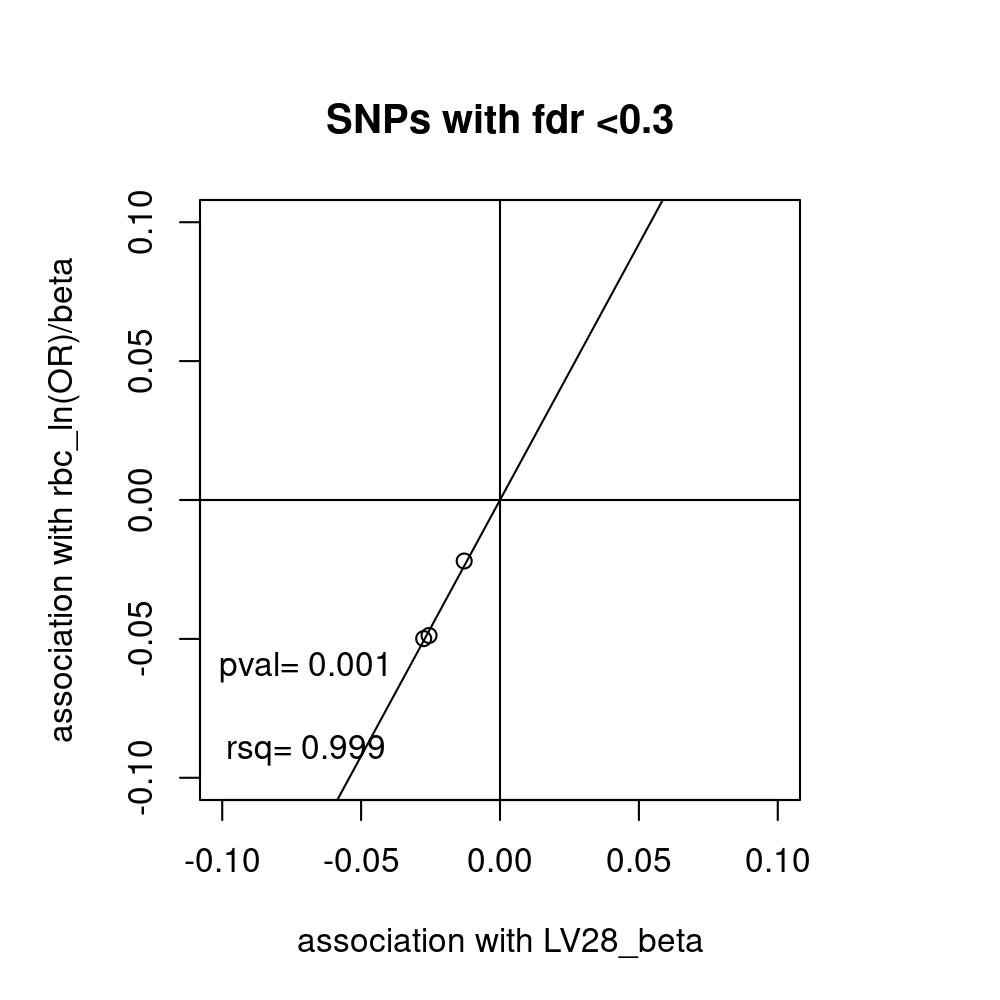 SNPs with fdr <0.3
association with rbc_ln(OR)/beta
0.10
0.05
0.00
-0.05
-0.10
pval= 0.001
rsq= 0.999
-0.10
-0.05
0.00
0.05
0.10
association with LV28_beta